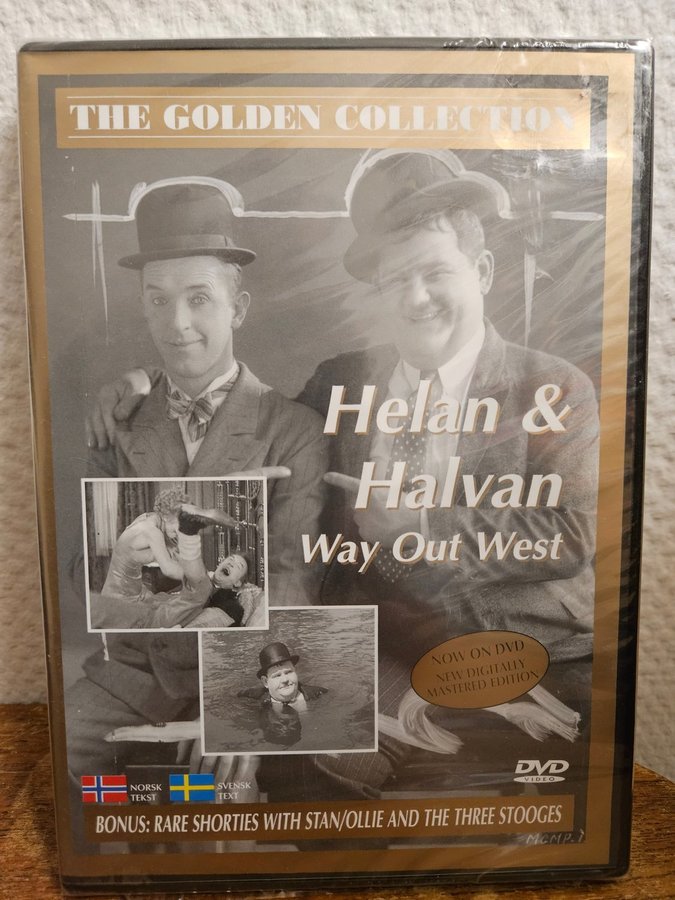 THE GOLDEN COLLECTION
Helan &
Halvan
Way Out West
NOW ON DVD
NEW DIGITALLY
MASTERED EDITION
DVD
VIDEO
NORSK
TEKST
SVENSK
TEXT
BONUS: RARE SHORTIES WITH STAN/OLLIE AND THE THREE STOOGES